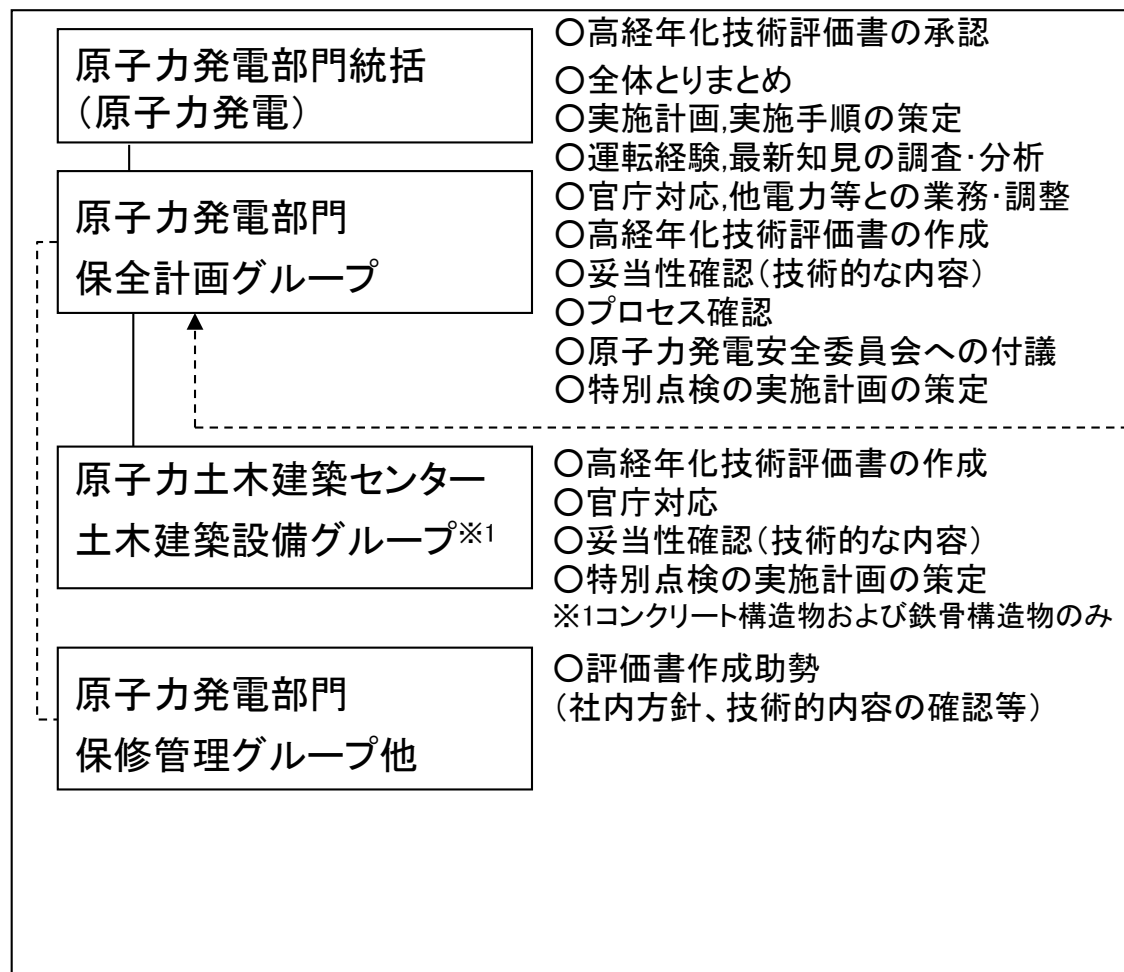 原子力発電部門統括
（原子力発電）
○高経年化技術評価書の承認
原子力発電部門
保全計画グループ
○全体とりまとめ
○実施計画,実施手順の策定
○運転経験,最新知見の調査･分析
○官庁対応,他電力等との業務･調整
○高経年化技術評価書の作成
○妥当性確認（技術的な内容）
○プロセス確認
○原子力発電安全委員会への付議
○特別点検の実施計画の策定
原子力土木建築センター
土木建築設備グループ※1
○高経年化技術評価書の作成
○官庁対応
○妥当性確認（技術的な内容）
○特別点検の実施計画の策定
※1コンクリート構造物および鉄骨構造物のみ
原子力発電部門
保修管理グループ他
○評価書作成助勢
（社内方針、技術的内容の確認等）